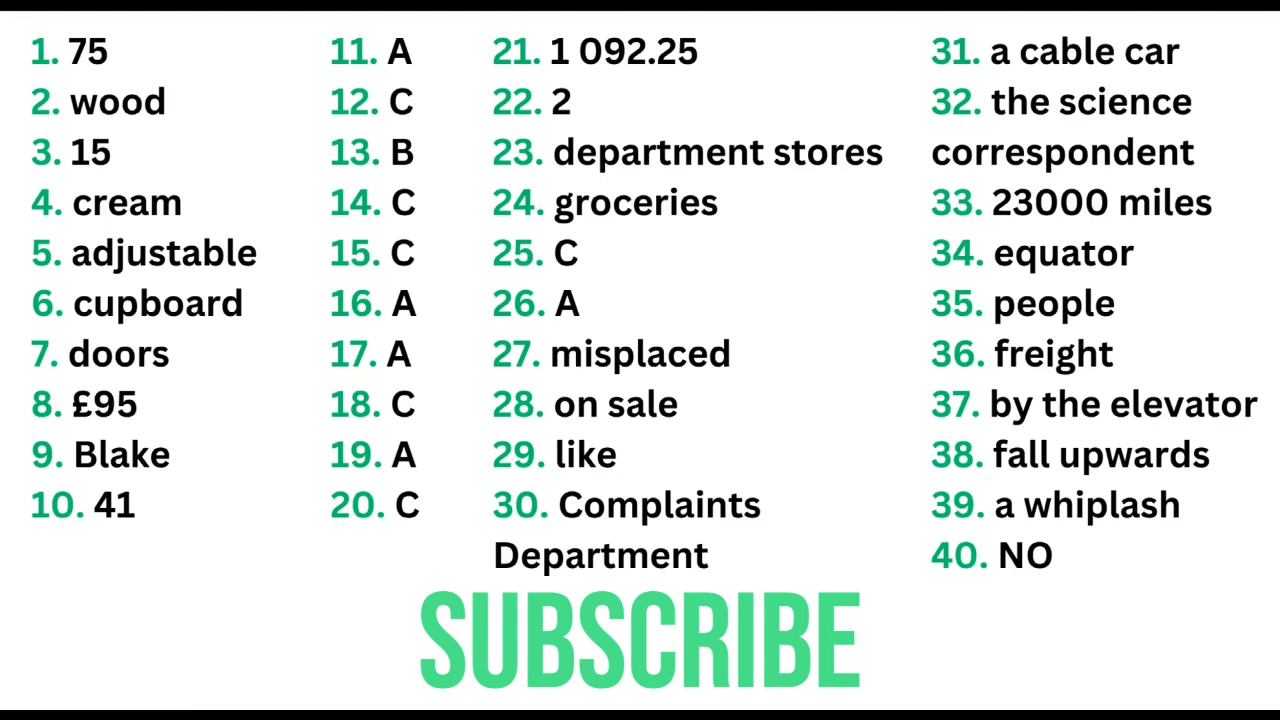 1. 75
2. wood
3. 15
4. cream
5. adjustable
6. cupboard
7. doors
8. £95
9. Blake
10. 41
11. A
12. C
13. B
14. C
15. C
16. A
17. A
18. C
19. A
20. C
21. 1 092.25
22. 2
23. department stores
24. groceries
25. C
26. A
27. misplaced
28. on sale
29. like
30. Complaints
Department
31. a cable car
32. the science
correspondent
33. 23000 miles
34. equator
35. people
36. freight
37. by the elevator
38. fall upwards
39. a whiplash
40. NO
SUBSCRIBE